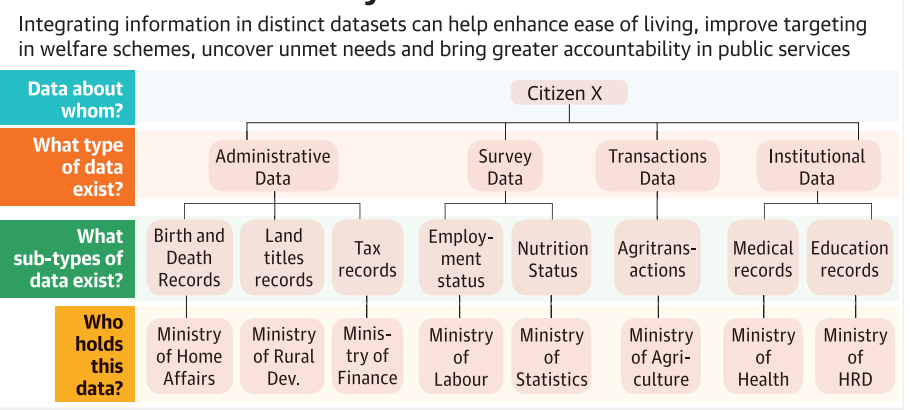 Integrating information in distinct datasets can help enhance ease of living, improve targeting
in welfare schemes, uncover unmet needs and bring greater accountability in public services
Data about
whom?
Citizen X
What type
of data
exist?
Administrative
Data
Survey
Data
Transactions
Data
Institutional
Data
What
sub-types of
data exist?
Birth and
Death
Records
Land
titles
records
Tax
records
Employ-
ment
status
Nutrition
Status
Agritrans-
actions
Medical
records
Education
records
Who
holds
this
data?
Ministry
of Home
Affairs
Ministry
of Rural
Dev.
Minis-
try of
Finance
Ministry
of
Labour
Ministry
of
Statistics
Ministry
of Agri-
culture
Ministry
of
Health
Ministry
of
HRD